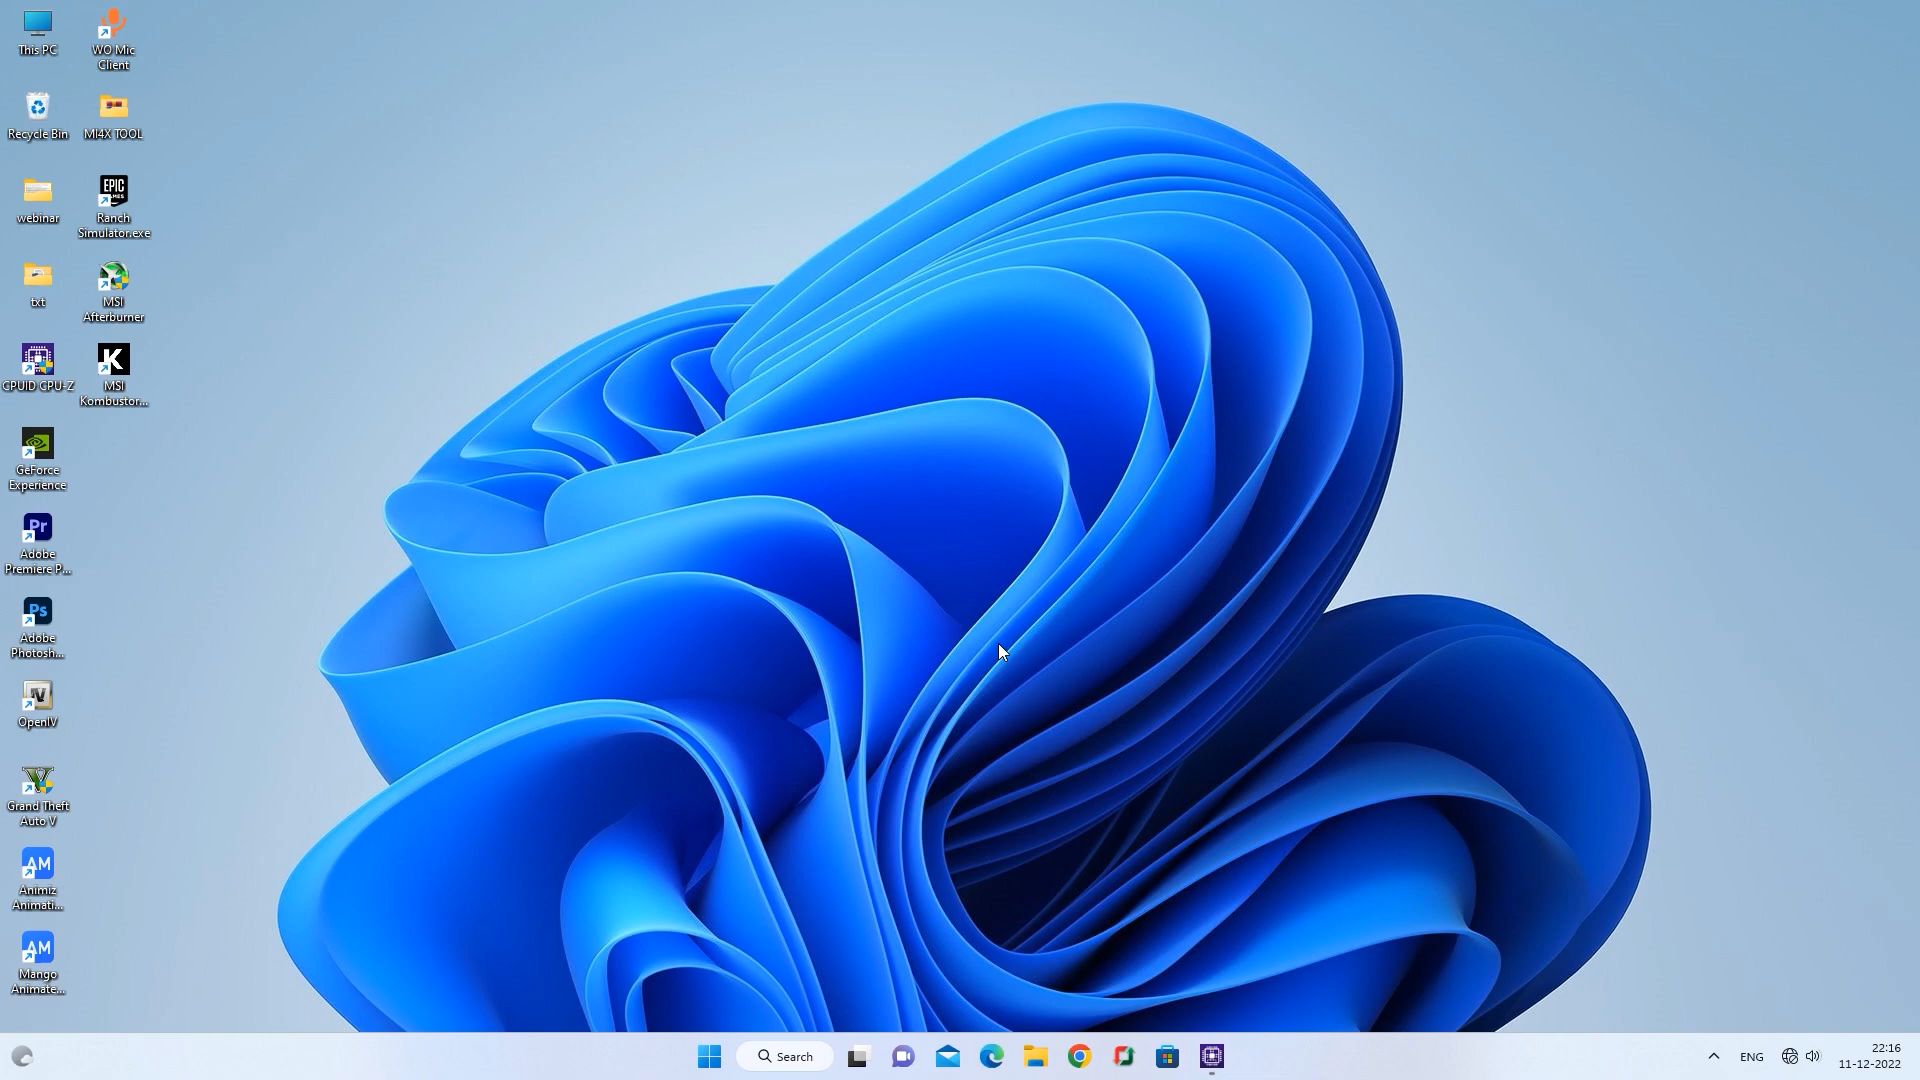 This PC
WO Mic
Client
Recycle Bin
MI4X TOOL
webinar
EPIC
GAMES
Ranch
Simulator.exe
txt
MSI
Afterburner
CPUID CPU-Z
K
MSI
Kombustor...
GeForce
Experience
Pr
Adobe
Premiere P...
Ps
Adobe
Photosh...
IV
OpenIV
V
Grand Theft
Auto V
AM
Animiz
Animati...
AM
Mango
Animate...
Search
ENG
22:16
11-12-2022